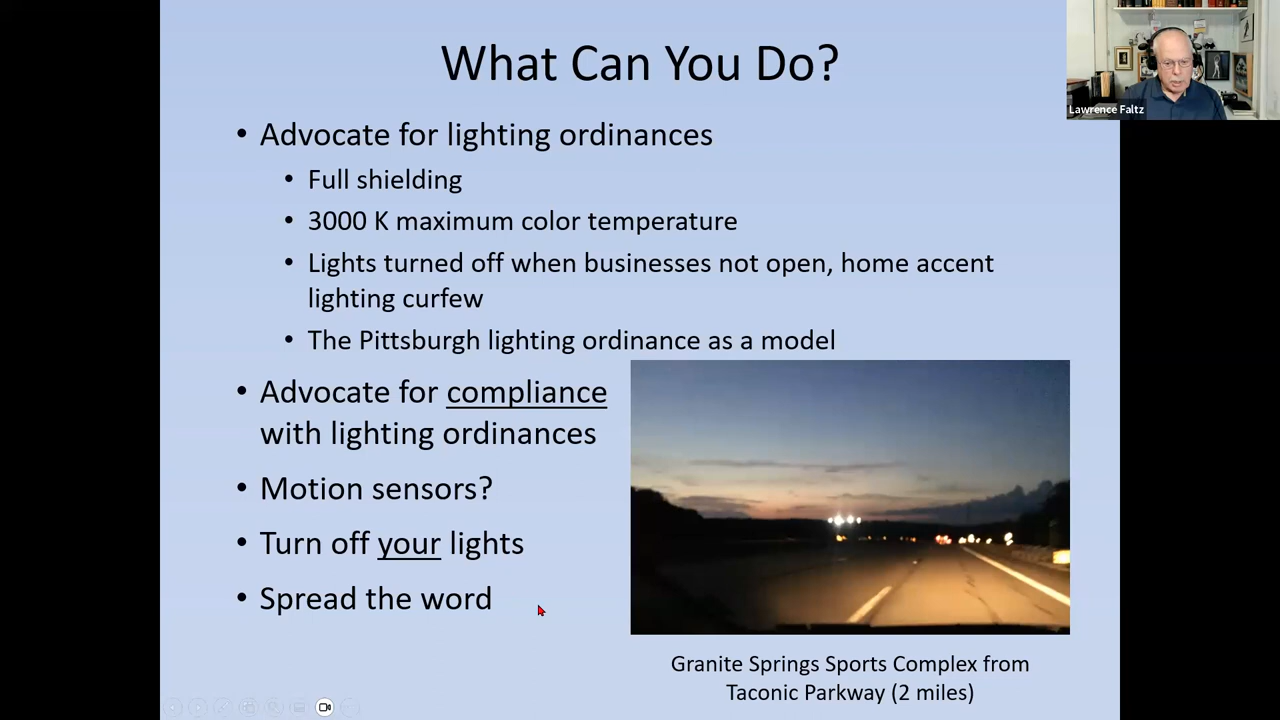 What Can You Do?
Lawrence Faltz
• Advocate for lighting ordinances
• Full shielding
• 3000 K maximum color temperature
• Lights turned off when businesses not open, home accent
lighting curfew
• The Pittsburgh lighting ordinance as a model
• Advocate for compliance
with lighting ordinances
• Motion sensors?
• Turn off your lights
• Spread the word
Granite Springs Sports Complex from
Taconic Parkway (2 miles)